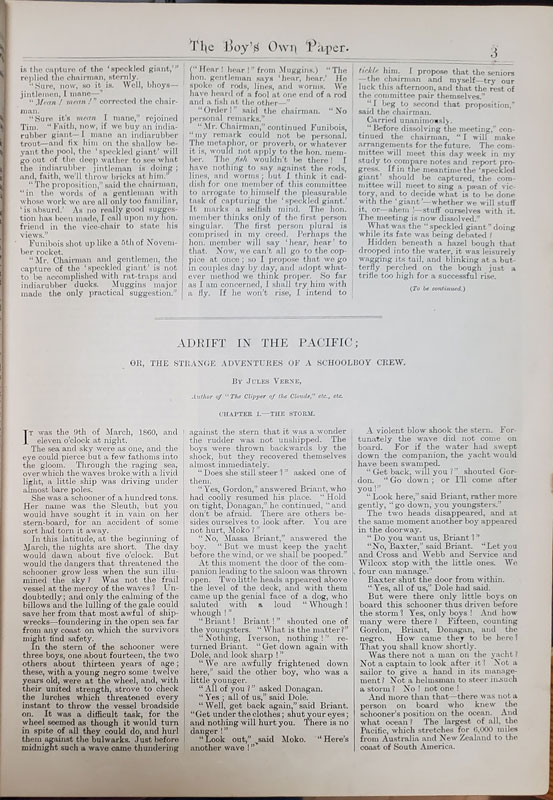 The Boy's Own Paper.
3
is the capture of the 'speckled giant,'"
replied the chairman, sternly.
"Sure, now, so it is. Well, bhoys—
jintlemen, I mane—"
"Mean! mean!" corrected the chair-
man.
"Sure it's mean I mane," rejoined
Tim. "Faith, now, if we buy an india-
rubber giant—I mane an indiarubber
trout—and fix him on the shallow be-
yant the pool, the 'speckled giant' will
go out of the deep wather to see what
the indiarubber jintleman is doing;
and, faith, we'll throw bricks at him."
"The proposition," said the chairman,
"in the words of a gentleman with
whose work we are all only too familiar,
'is absurd.' As no really good sugges-
tion has been made, I call upon my hon.
friend in the vice-chair to state his
views."
Funibois shot up like a 5th of Novem-
ber rocket.
"Mr. Chairman and gentlemen, the
capture of the 'speckled giant' is not
to be accomplished with rat-traps and
indiarubber ducks. Muggins major
made the only practical suggestion."
("Hear! hear!" from Muggins.) "The
hon. gentleman says 'hear, hear.' He
spoke of rods, lines, and worms. We
have heard of a fool at one end of a rod
and a fish at the other—"
"Order!" said the chairman. "No
personal remarks."
"Mr. Chairman," continued Funibois,
"my remark could not be personal.
The metaphor, or proverb, or whatever
it is, would not apply to the hon. mem-
ber. The fish wouldn't be there! I
have nothing to say against the rods,
lines, and worms; but I think it cad-
dish for one member of this committee
to arrogate to himself the pleasurable
task of capturing the 'speckled giant.'
It marks a selfish mind. The hon.
member thinks only of the first person
singular. The first person plural is
comprised in my creed. Perhaps the
hon. member will say 'hear, hear' to
that. Now, we can't all go to the cop-
pice at once; so I propose that we go
in couples day by day, and adopt what-
ever method we think proper. So far
as I am concerned, I shall try him with
a fly. If he won't rise, I intend to
tickle him. I propose that the seniors
—the chairman and myself—try our
luck this afternoon, and that the rest of
the committee pair themselves."
"I beg to second that proposition,"
said the chairman.
Carried unanimously.
"Before dissolving the meeting," con-
tinued the chairman, "I will make
arrangements for the future. The com-
mittee will meet this day week in my
study to compare notes and report pro-
gress. If in the meantime the 'speckled
giant' should be captured, the com-
mittee will meet to sing a pæan of vic-
tory, and to decide what is to be done
with the 'giant'—whether we will stuff
it, or—ahem!—stuff ourselves with it.
The meeting is now dissolved."
What was the "speckled giant" doing
while its fate was being debated?
Hidden beneath a hazel bough that
drooped into the water, it was leisurely
wagging its tail, and blinking at a but-
terfly perched on the bough just a
trifle too high for a successful rise.
(To be continued.)
ADRIFT IN THE PACIFIC;
OR, THE STRANGE ADVENTURES OF A SCHOOLBOY CREW.
BY JULES VERNE,
Author of "The Clipper of the Clouds," etc., etc.
CHAPTER I.—THE STORM.
IT was the 9th of March, 1860, and
eleven o'clock at night.
The sea and sky were as one, and the
eye could pierce but a few fathoms into
the gloom. Through the raging sea,
over which the waves broke with a livid
light, a little ship was driving under
almost bare poles.
She was a schooner of a hundred tons.
Her name was the Sleuth, but you
would have sought it in vain on her
stern-board, for an accident of some
sort had torn it away.
In this latitude, at the beginning of
March, the nights are short. The day
would dawn about five o'clock. But
would the dangers that threatened the
schooner grow less when the sun illu-
mined the sky? Was not the frail
vessel at the mercy of the waves? Un-
doubtedly; and only the calming of the
billows and the lulling of the gale could
save her from that most awful of ship-
wrecks—foundering in the open sea far
from any coast on which the survivors
might find safety.
In the stern of the schooner were
three boys, one about fourteen, the two
others about thirteen years of age;
these, with a young negro some twelve
years old, were at the wheel, and, with
their united strength, strove to check
the lurches which threatened every
instant to throw the vessel broadside
on. It was a difficult task, for the
wheel seemed as though it would turn
in spite of all they could do, and hurl
them against the bulwarks. Just before
midnight such a wave came thundering
against the stern that it was a wonder
the rudder was not unshipped. The
boys were thrown backwards by the
shock, but they recovered themselves
almost immediately.
"Does she still steer?" asked one of
them.
"Yes, Gordon," answered Briant, who
had coolly resumed his place. "Hold
on tight, Donagan," he continued, "and
don't be afraid. There are others be-
sides ourselves to look after. You are
not hurt, Moko?"
"No, Massa Briant," answered the
boy. "But we must keep the yacht
before the wind, or we shall be pooped."
At this moment the door of the com-
panion leading to the saloon was thrown
open. Two little heads appeared above
the level of the deck, and with them
came up the genial face of a dog, who
saluted with a loud "Whough!
whough!"
"Briant! Briant!" shouted one of
the youngsters. "What is the matter?"
"Nothing, Iverson, nothing!" re-
turned Briant. "Get down again with
Dole, and look sharp!"
"We are awfully frightened down
here," said the other boy, who was a
little younger.
"All of you?" asked Donagan.
"Yes; all of us," said Dole.
"Well, get back again," said Briant.
"Get under the clothes; shut your eyes;
and nothing will hurt you. There is no
danger!"
"Look out," said Moko. "Here's
another wave!"
A violent blow shook the stern. For-
tunately the wave did not come on
board. For if the water had swept
down the companion, the yacht would
have been swamped.
"Get back, will you?" shouted Gor-
don. "Go down; or I'll come after
you!"
"Look here," said Briant, rather more
gently, "go down, you youngsters."
The two heads disappeared, and at
the same moment another boy appeared
in the doorway.
"Do you want us, Briant?"
"No, Baxter," said Briant. "Let you
and Cross and Webb and Service and
Wilcox stop with the little ones. We
four can manage."
Baxter shut the door from within.
"Yes, all of us," Dole had said.
But were there only little boys on
board this schooner thus driven before
the storm? Yes, only boys! And how
many were there? Fifteen, counting
Gordon, Briant, Donagan, and the
negro. How came they to be there?
That you shall know shortly.
Was there not a man on the yacht?
Not a captain to look after it? Not a
sailor to give a hand in its manage-
ment? Not a helmsman to steer in such
a storm? No! not one!
And more than that—there was not a
person on board who knew the
schooner's position on the ocean. And
what ocean? The largest of all, the
Pacific, which stretches for 6,000 miles
from Australia and New Zealand to the
coast of South America.